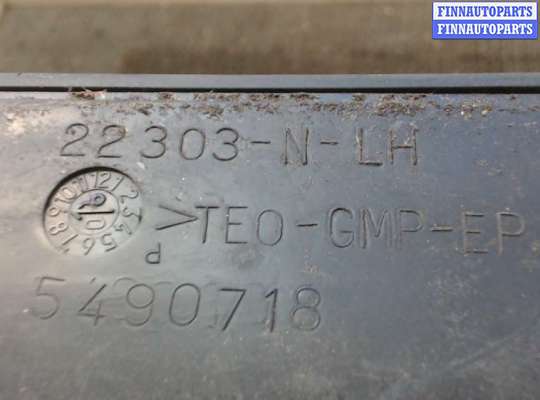 FINNAUTOPARTS
FINNAUTOPARTS
22303-N-LH
>TEO-GMP-EP
P
5490718